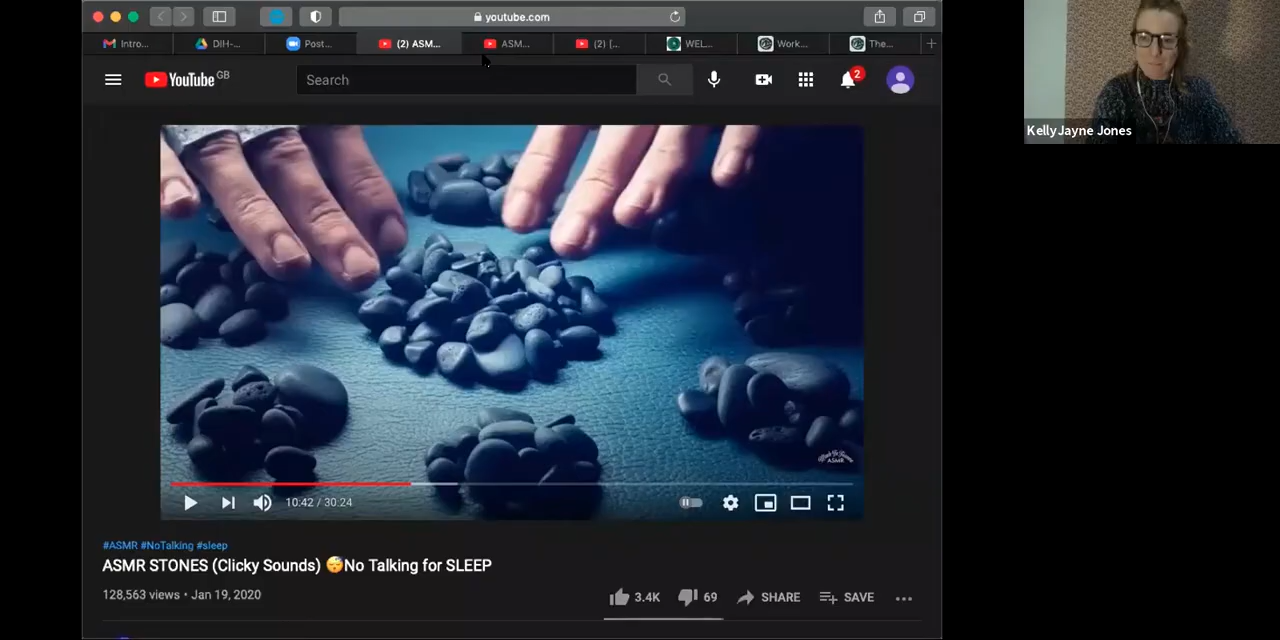 youtube.com
Intro...
DIH-...
Post...
(2) ASM...
ASM...
(2) [...
WEL...
Work...
The...
YouTube GB
Search
2
KellyJayne Jones
ASMR
10:42 / 30:24
#ASMR #NoTalking #sleep
ASMR STONES (Clicky Sounds) 😴No Talking for SLEEP
128,563 views • Jan 19, 2020
3.4K
69
SHARE
SAVE